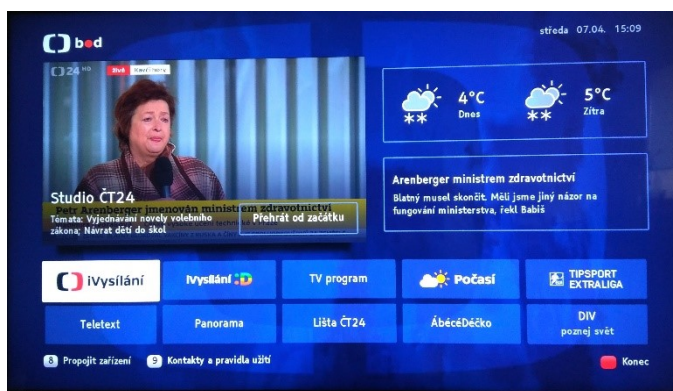 bod
středa 07.04. 15:09
24 HD
živě
4°C
Dnes
5°C
Zítra
Studio ČT24
Petr Arenberger jmenován ministrem zdravotnictví
Témata: Vyjednávání novely volebního
zákona; Návrat dětí do škol
Přehrát od začátku
Arenberger ministrem zdravotnictví
Blatný musel skončit. Měli jsme jiný názor na
fungování ministerstva, řekl Babiš
iVysílání
iVysílání :D
TV program
Počasí
TIPSPORT
EXTRALIGA
Teletext
Panorama
Lišta ČT24
ÁbécéDéčko
DIV
poznej svět
8 Propojit zařízení
9 Kontakty a pravidla užití
Konec